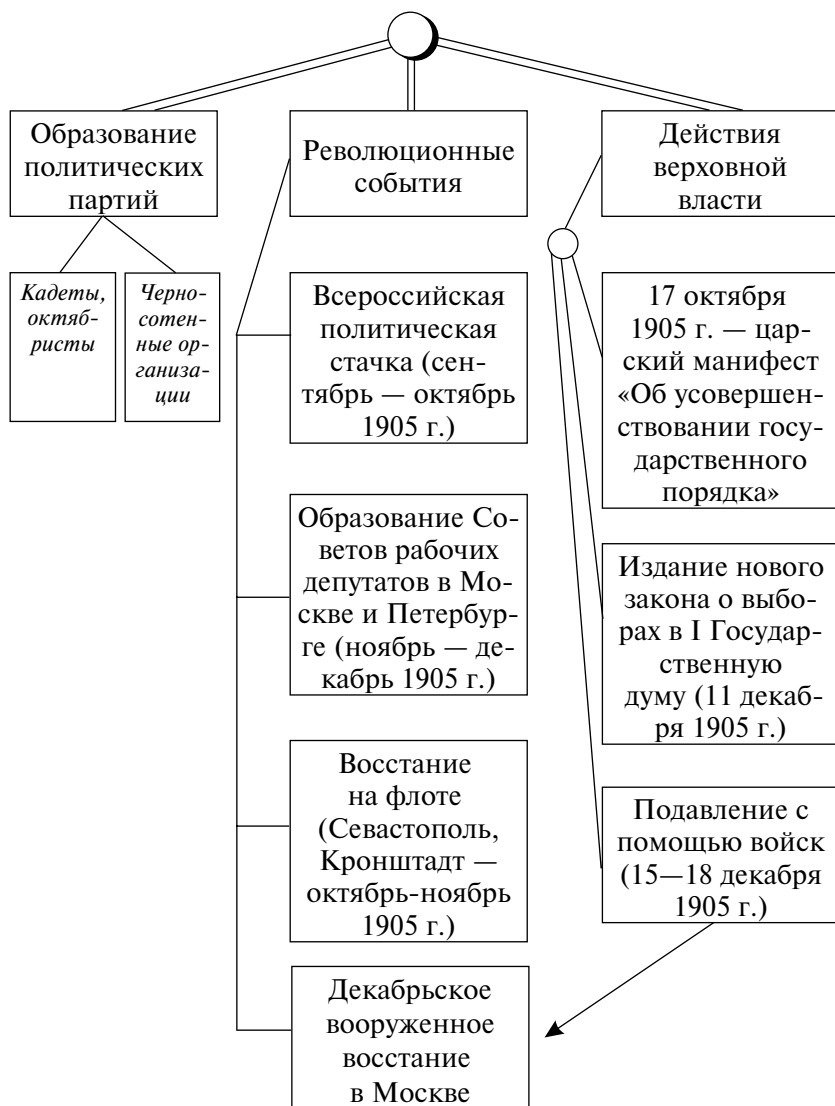 Образование
политических
партий
Кадеты,
октяб-
ристы
Черно-
сотен-
ные ор-
ганиза-
ции
Революционные
события
Всероссийская
политическая
стачка (сен-
тябрь — октябрь
1905 г.)
Образование Со-
ветов рабочих
депутатов в Мо-
скве и Петербур-
ге (ноябрь — де-
кабрь 1905 г.)
Восстание
на флоте
(Севастополь,
Кронштадт —
октябрь-ноябрь
1905 г.)
Декабрьское
вооруженное
восстание
в Москве
Действия
верховной
власти
17 октября
1905 г. — цар-
ский манифест
«Об усовершен-
ствовании госу-
дарственного
порядка»
Издание нового
закона о выбо-
рах в I Государ-
ственную
думу (11 декаб-
ря 1905 г.)
Подавление с
помощью войск
(15—18 декабря
1905 г.)